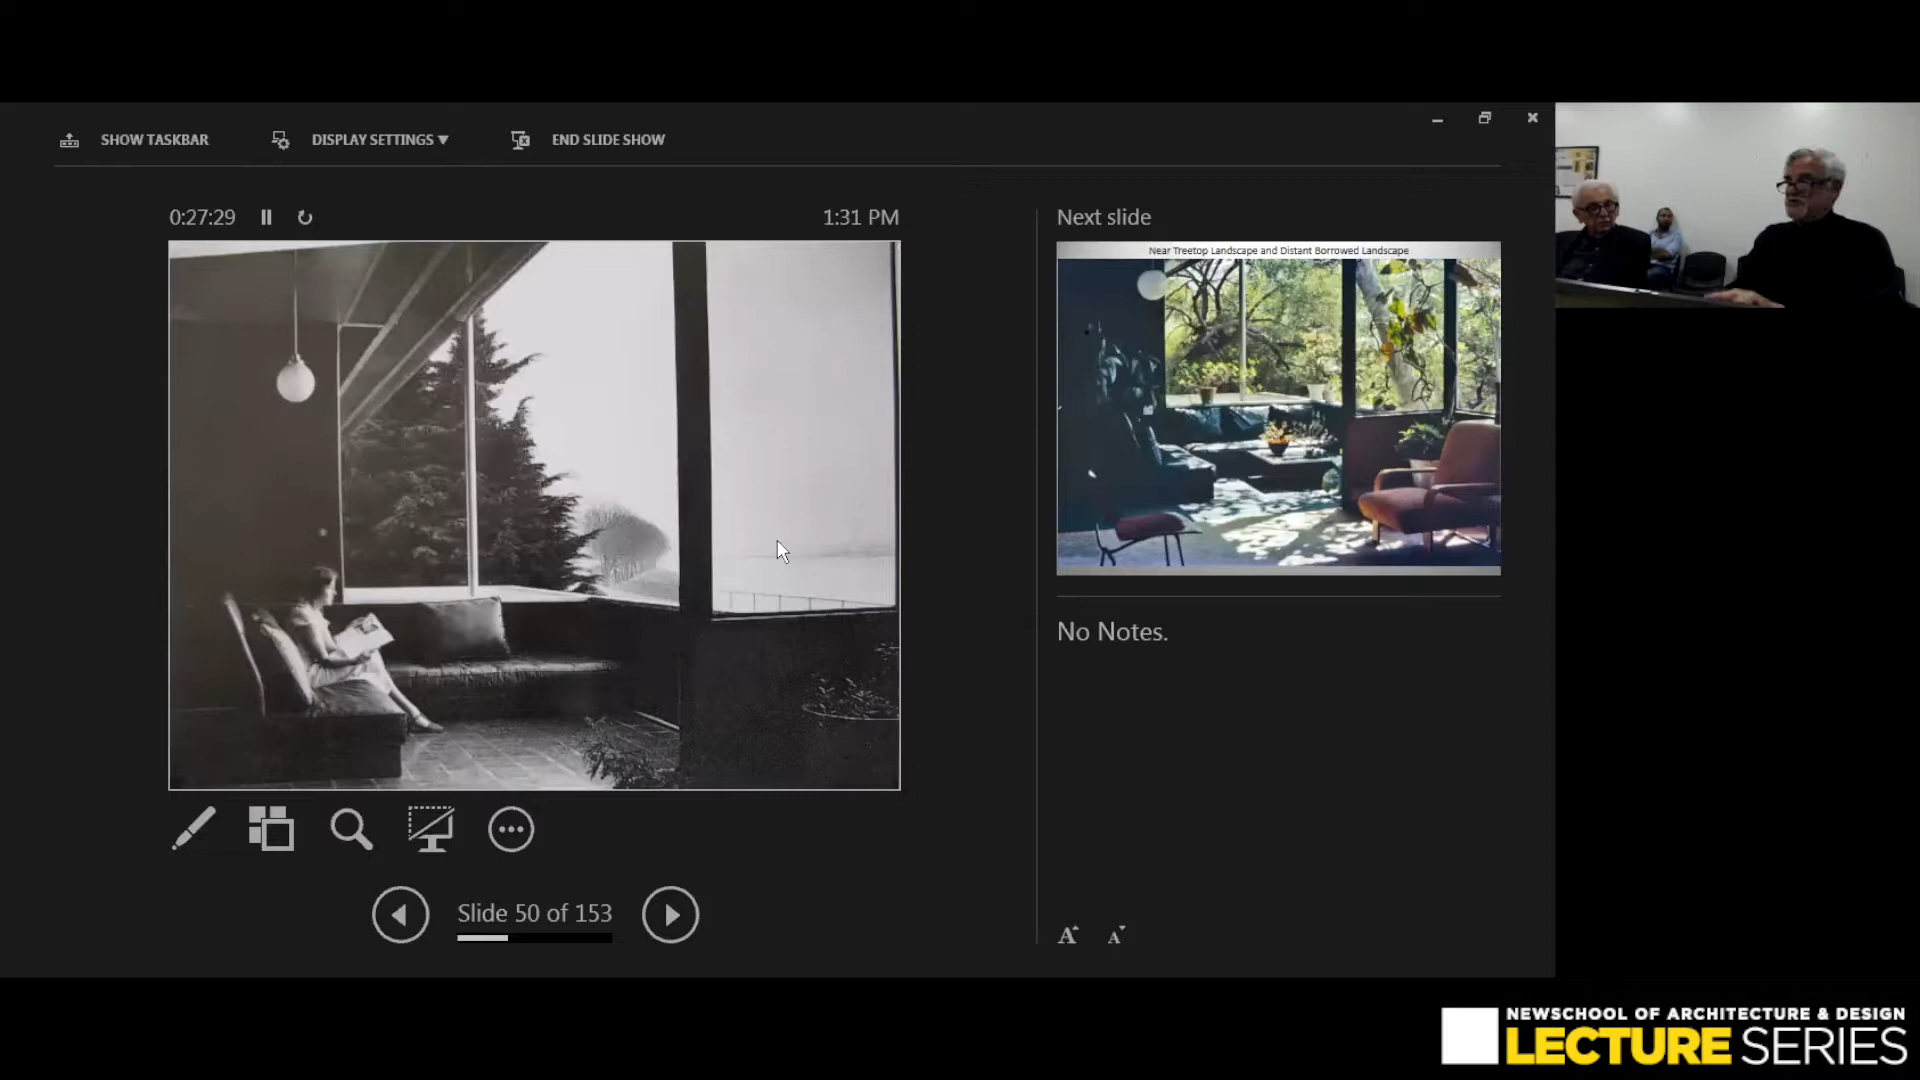 SHOW TASKBAR
DISPLAY SETTINGS ▼
END SLIDE SHOW
0:27:29
1:31 PM
Next slide
Near Treetop Landscape and Distant Borrowed Landscape
No Notes.
Slide 50 of 153
A A
NEWSCHOOL OF ARCHITECTURE & DESIGN
LECTURE SERIES